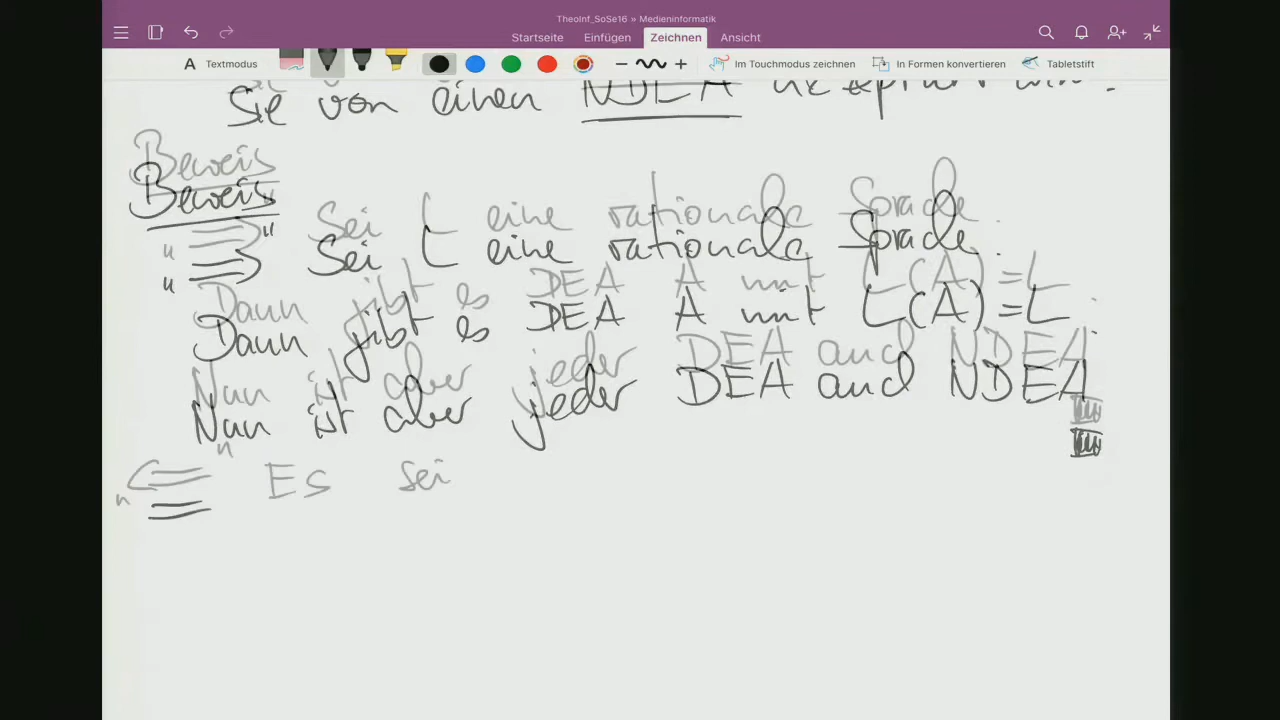 TheoInf_SoSe16 » Medieninformatik
Startseite Einfügen Zeichnen Ansicht
A Textmodus Im Touchmodus zeichnen In Formen konvertieren Tabletstift
Sie von einen NDEA akzeptiert wird.
Beweis
"⇒" Sei L eine rationale Sprache.
Dann gibt es DEA A mit L(A)=L.
Nun ist aber jeder DEA auch NDEA
"⇐" Es sei